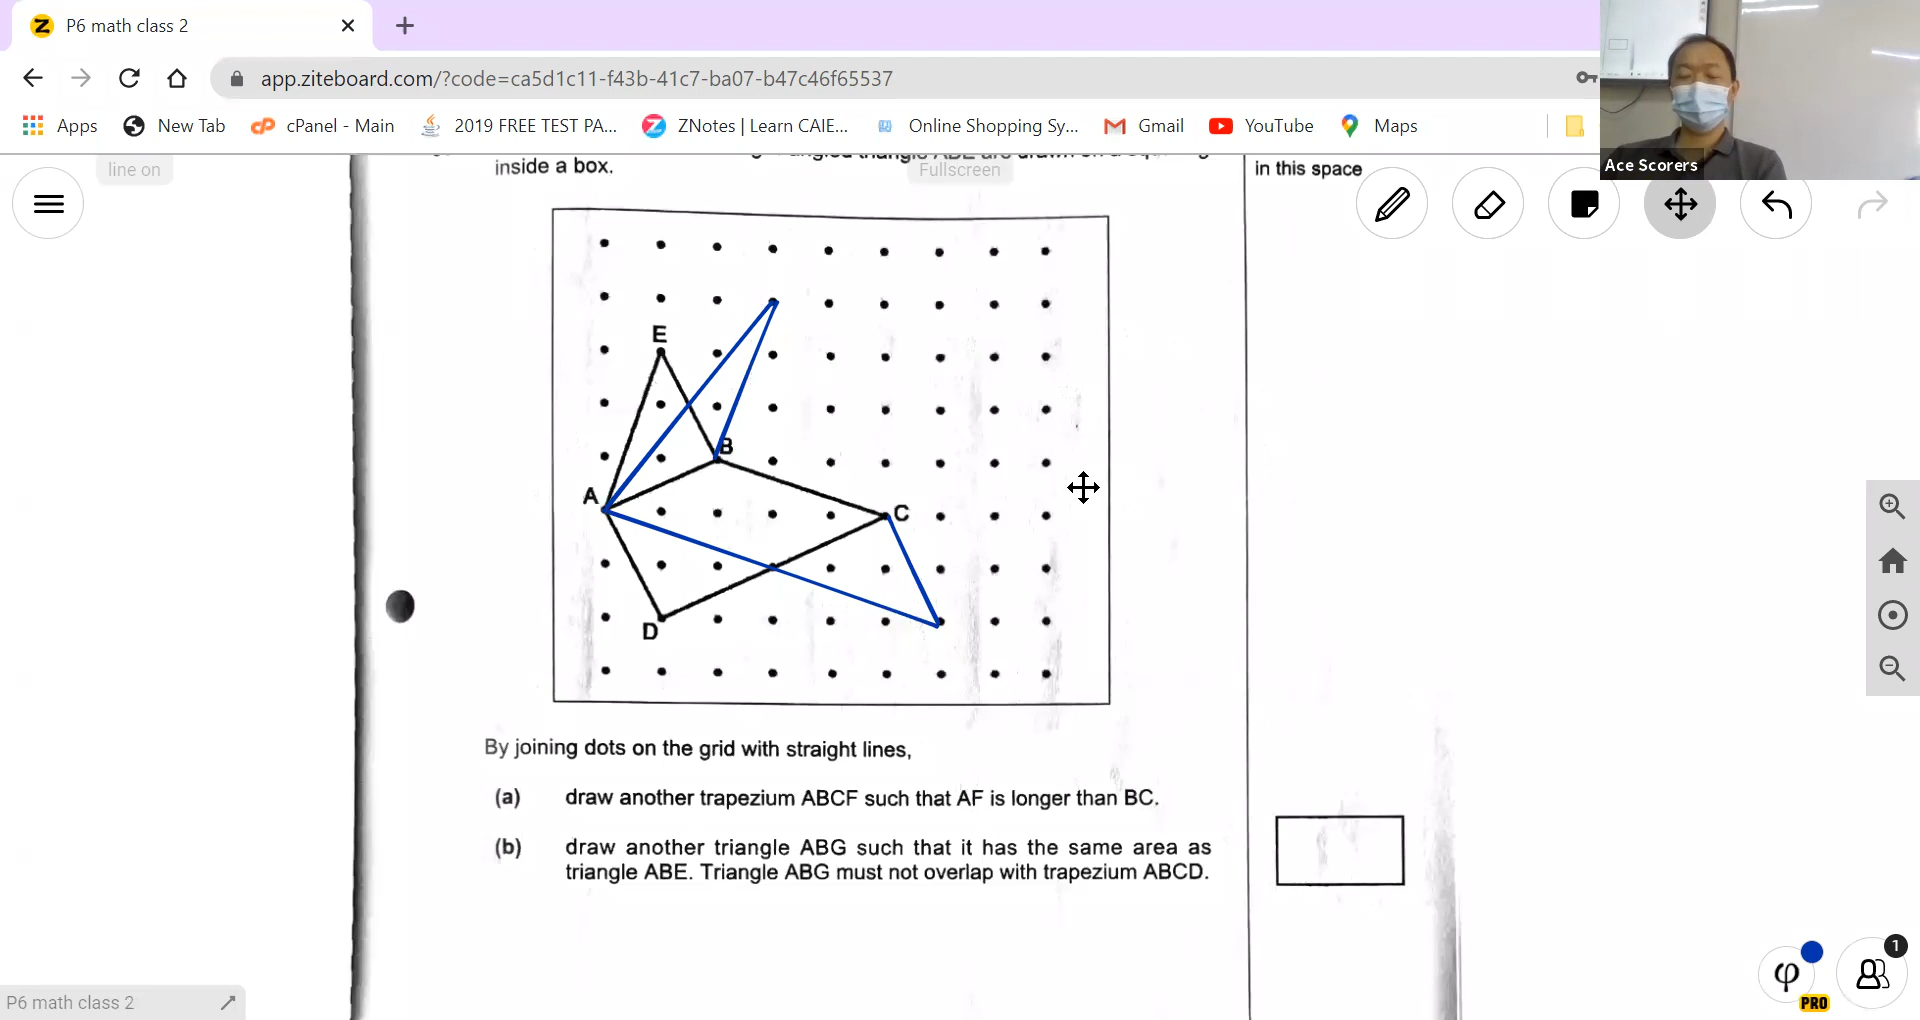 P6 math class 2
app.ziteboard.com/?code=ca5d1c11-f43b-41c7-ba07-b47c46f65537
Apps New Tab cPanel - Main 2019 FREE TEST PA... ZNotes | Learn CAIE... Online Shopping Sy... Gmail YouTube Maps
Ace Scorers
line on
Fullscreen
inside a box.
in this space
E
B
A
C
D
By joining dots on the grid with straight lines,
(a) draw another trapezium ABCF such that AF is longer than BC.
(b) draw another triangle ABG such that it has the same area as
triangle ABE. Triangle ABG must not overlap with trapezium ABCD.
1
φ
PRO
P6 math class 2